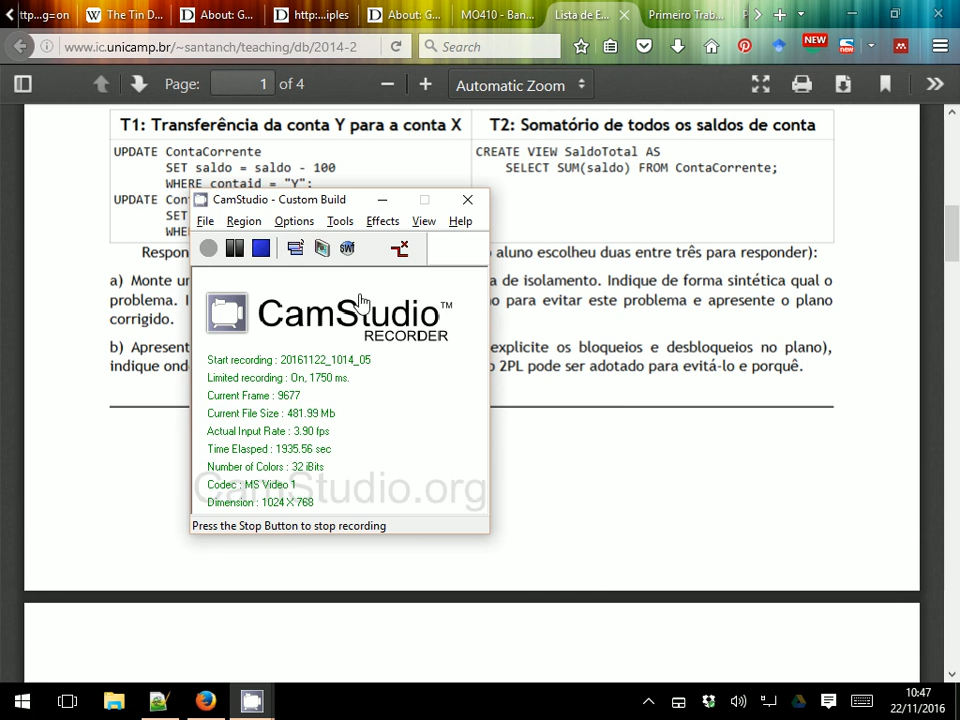 ttp...g=on
The Tin D...
About: G...
http:...iples
About: G...
MO410 - Ban...
Lista de E...
Primeiro Trab...
www.ic.unicamp.br/~santanch/teaching/db/2014-2
Search
NEW
Page: 1 of 4
Automatic Zoom
T1: Transferência da conta Y para a conta X
T2: Somatório de todos os saldos de conta
UPDATE ContaCorrente
SET saldo = saldo - 100
WHERE contaid = "Y";
CREATE VIEW SaldoTotal AS
SELECT SUM(saldo) FROM ContaCorrente;
UPDATE Con
SET
WHE
Respon
o aluno escolheu duas entre três para responder):
a) Monte um
a de isolamento. Indique de forma sintética qual o
problema. I
o para evitar este problema e apresente o plano
corrigido.
b) Apresent
explicite os bloqueios e desbloqueios no plano),
indique ond
o 2PL pode ser adotado para evitá-lo e porquê.
CamStudio - Custom Build
File Region Options Tools Effects View Help
SWF
CamStudio™
RECORDER
Start recording : 20161122_1014_05
Limited recording : On, 1750 ms.
Current Frame : 9677
Current File Size : 481.99 Mb
Actual Input Rate : 3.90 fps
Time Elasped : 1935.56 sec
Number of Colors : 32 iBits
Codec : MS Video 1
Dimension : 1024 X 768
CamStudio.org
Press the Stop Button to stop recording
10:47
22/11/2016